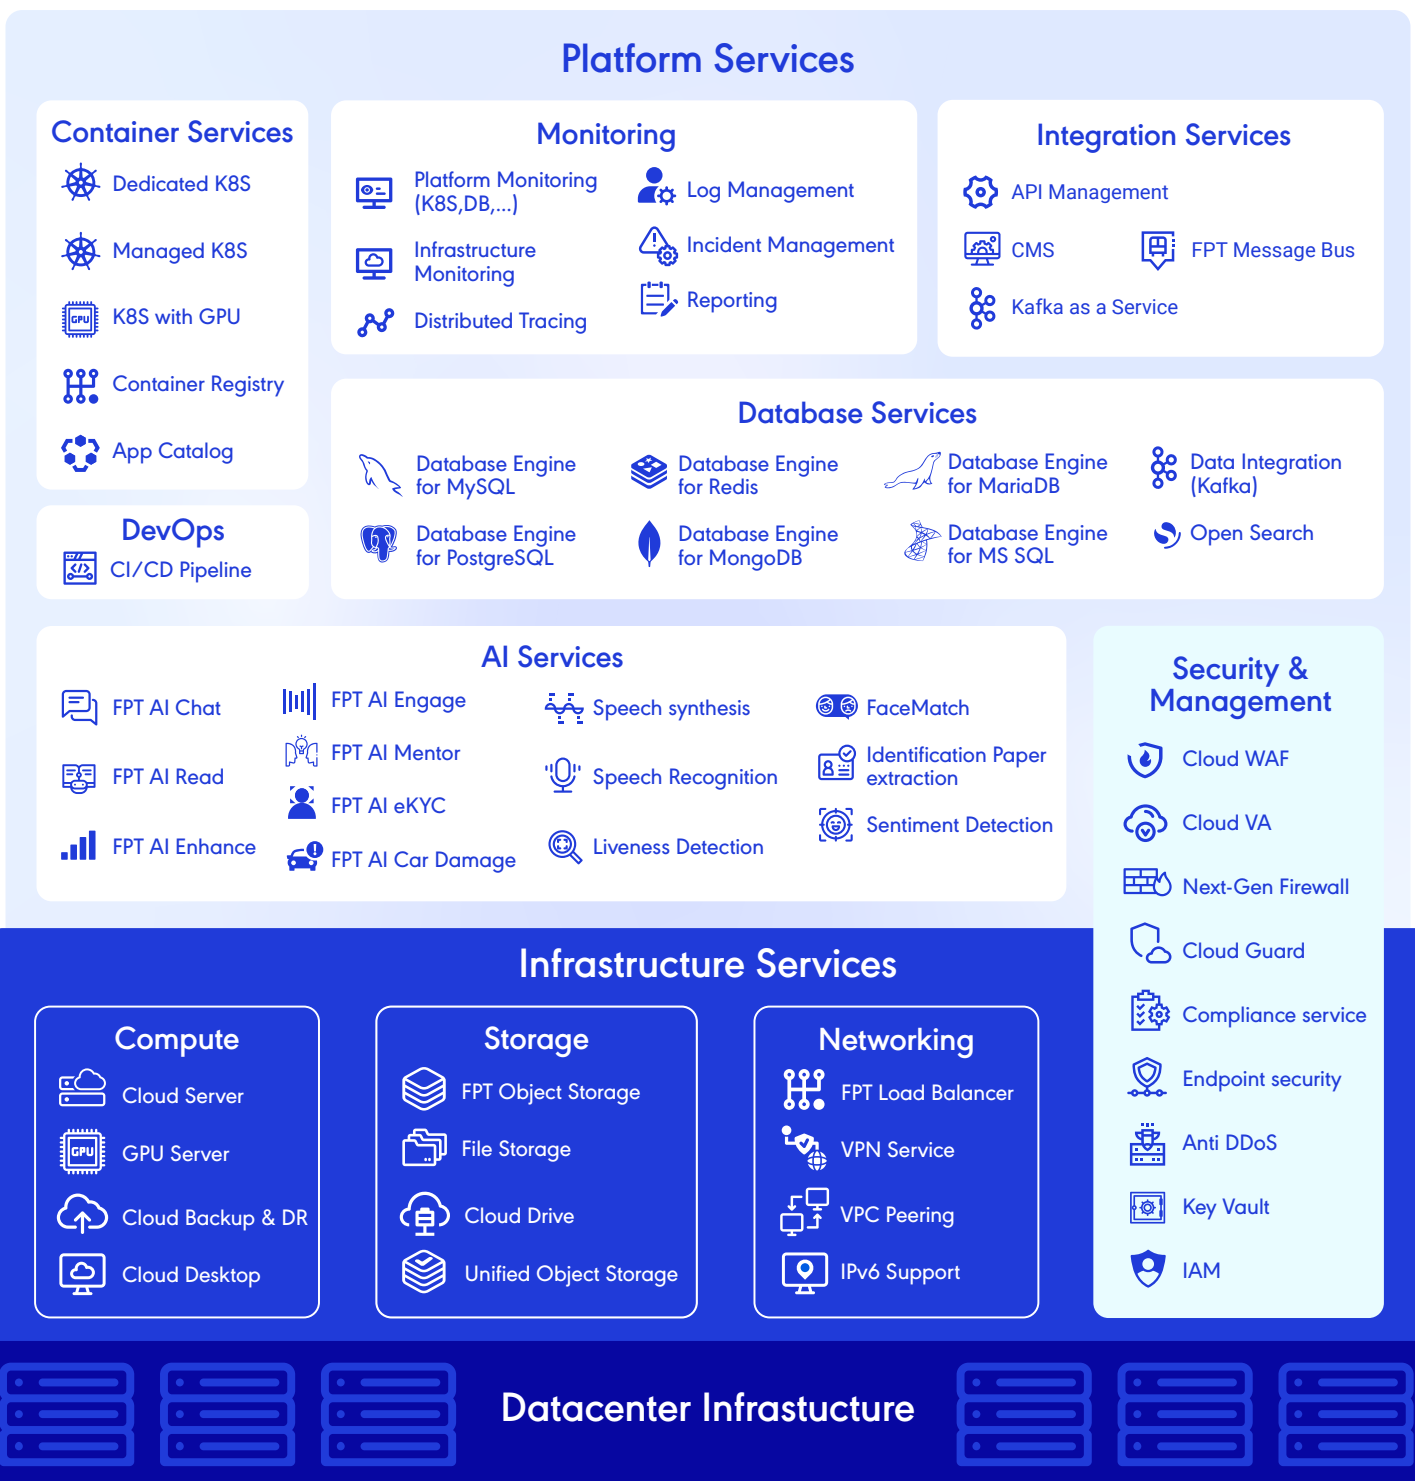 Platform Services
Container Services
Dedicated K8S
Managed K8S
GPU
K8S with GPU
Container Registry
App Catalog
DevOps
CI/CD Pipeline
Monitoring
Platform Monitoring
(K8S,DB,...)
Infrastructure
Monitoring
Distributed Tracing
Log Management
Incident Management
Reporting
Integration Services
API Management
CMS
FPT Message Bus
Kafka as a Service
Database Services
Database Engine
for MySQL
Database Engine
for Redis
Database Engine
for MariaDB
Data Integration
(Kafka)
Database Engine
for PostgreSQL
Database Engine
for MongoDB
Database Engine
for MS SQL
Open Search
AI Services
FPT AI Chat
FPT AI Read
FPT AI Enhance
FPT AI Engage
FPT AI Mentor
FPT AI eKYC
FPT AI Car Damage
Speech synthesis
Speech Recognition
Liveness Detection
FaceMatch
Identification Paper
extraction
Sentiment Detection
Security &
Management
Cloud WAF
Cloud VA
Next-Gen Firewall
Cloud Guard
Compliance service
Endpoint security
Anti DDoS
Key Vault
IAM
Infrastructure Services
Compute
Cloud Server
GPU
GPU Server
Cloud Backup & DR
Cloud Desktop
Storage
FPT Object Storage
File Storage
Cloud Drive
Unified Object Storage
Networking
FPT Load Balancer
VPN Service
VPC Peering
IPv6 Support
Datacenter Infrastucture